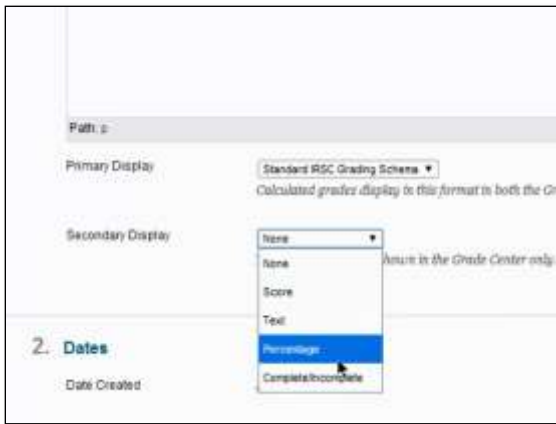 Path: p
Primary Display
Standard IRSC Grading Schema
Calculated grades display in this format in both the Gr
Secondary Display
None
None
hown in the Grade Center only.
Score
Text
Percentage
2. Dates
Complete/Incomplete
Date Created